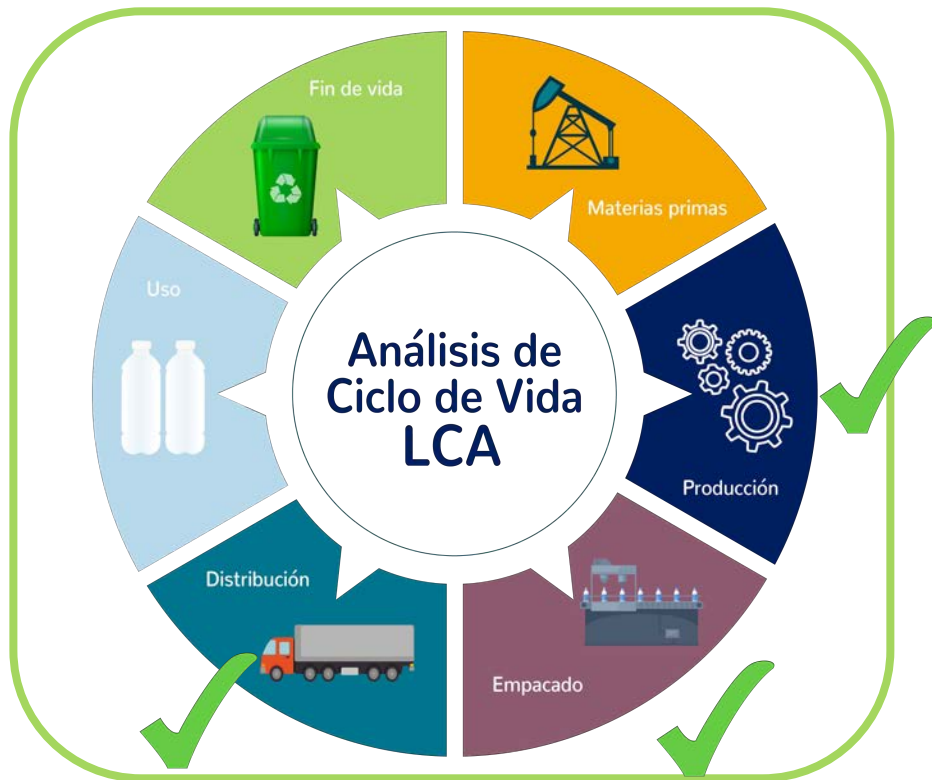 Fin de vida
Materias primas
Uso
Análisis de
Ciclo de Vida
LCA
Producción
Distribución
Empacado